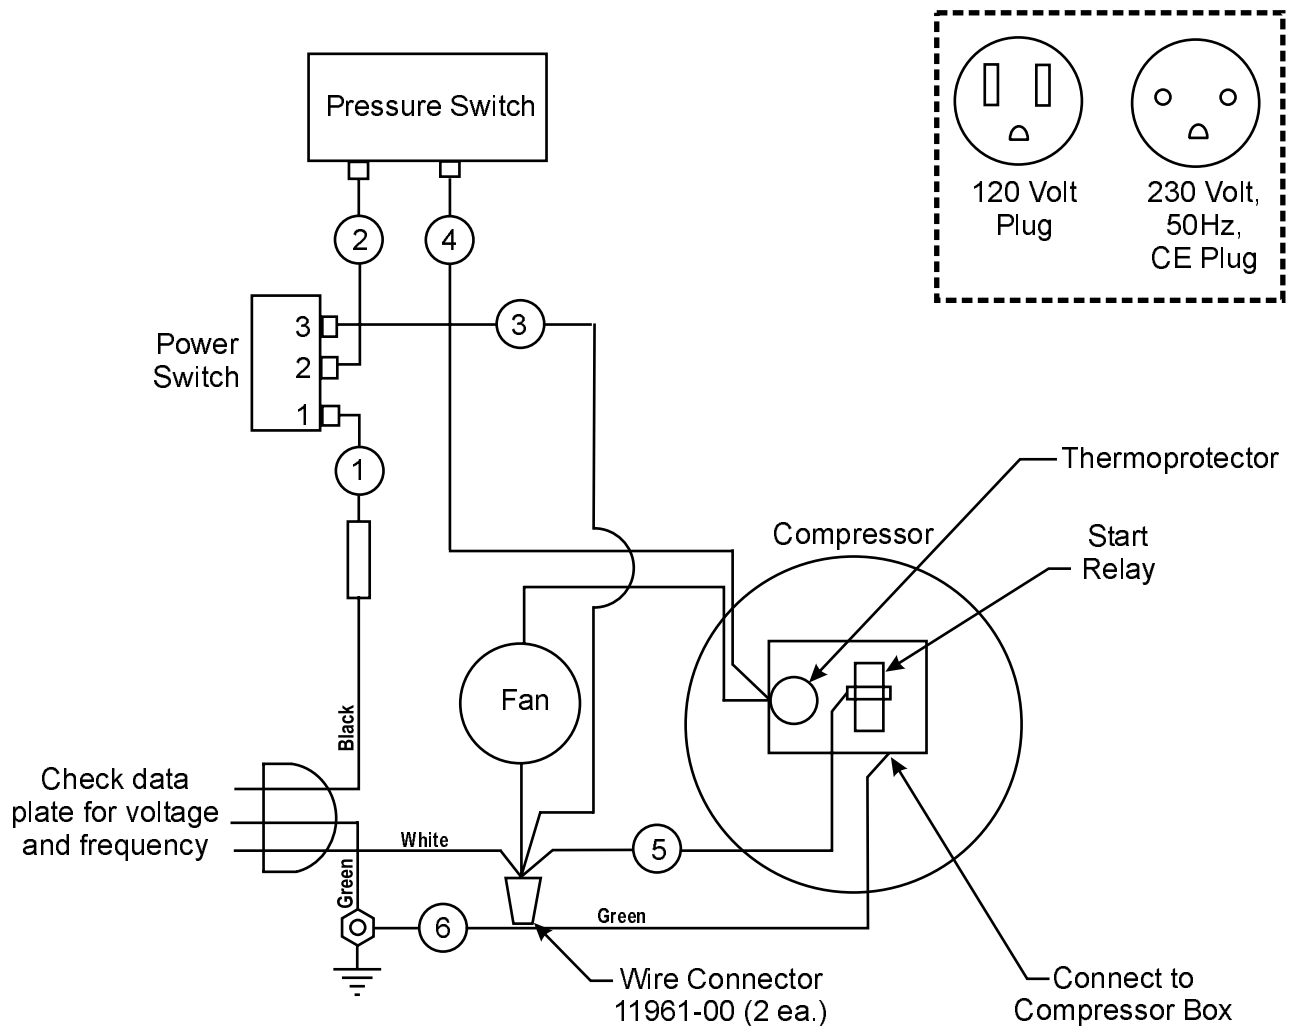 Pressure Switch
120 Volt
Plug
230 Volt,
50Hz,
CE Plug
2
4
3
Power
Switch
3
2
1
1
Thermoprotector
Compressor
Start
Relay
Fan
Black
Check data
plate for voltage
and frequency
White
5
Green
6
Green
Wire Connector
11961-00 (2 ea.)
Connect to
Compressor Box